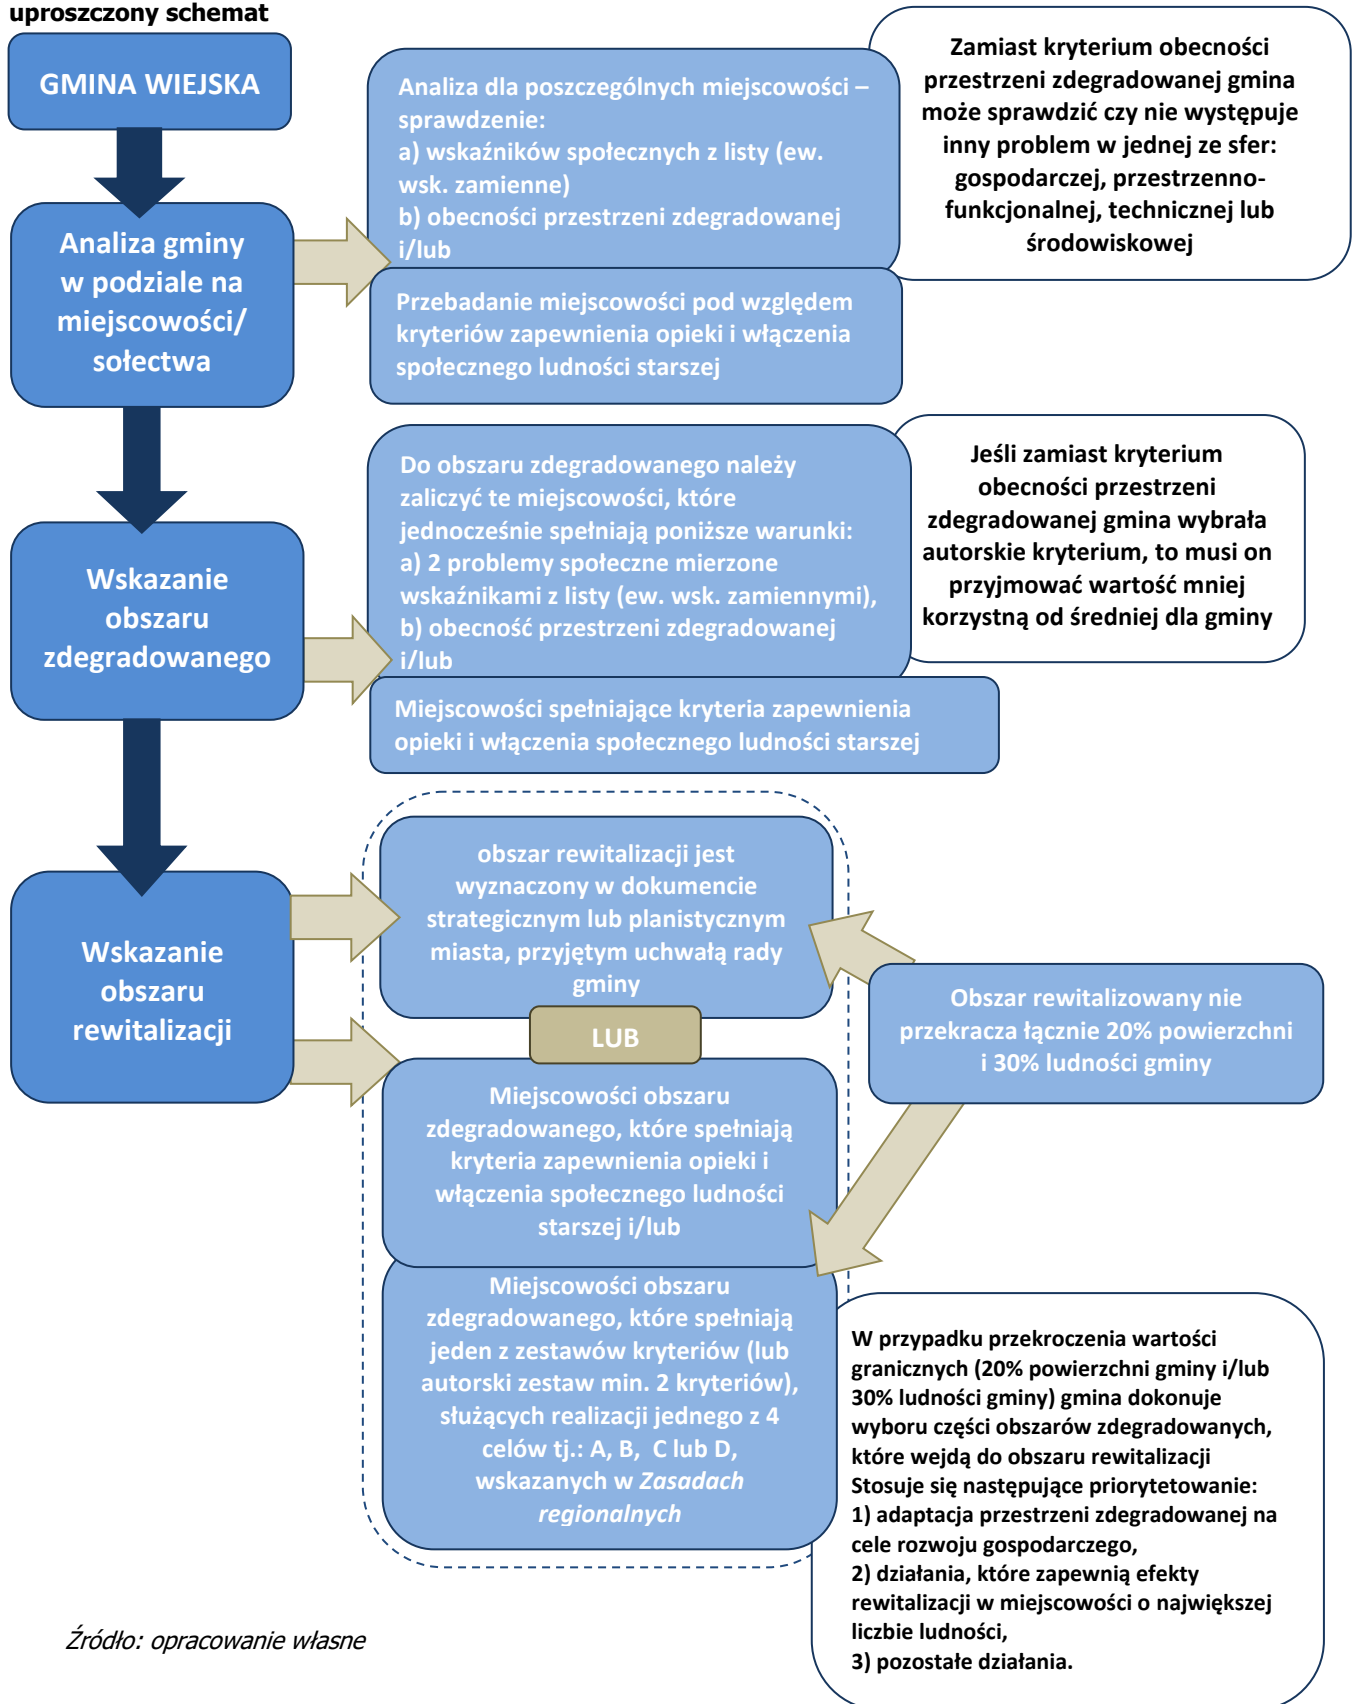 uproszczony schemat
GMINA WIEJSKA
Analiza dla poszczególnych miejscowości –
sprawdzenie:
a) wskaźników społecznych z listy (ew.
wsk. zamienne)
b) obecności przestrzeni zdegradowanej
i/lub
Zamiast kryterium obecności
przestrzeni zdegradowanej gmina
może sprawdzić czy nie występuje
inny problem w jednej ze sfer:
gospodarczej, przestrzenno-
funkcjonalnej, technicznej lub
środowiskowej
Analiza gminy
w podziale na
miejscowości/
sołectwa
Przebadanie miejscowości pod względem
kryteriów zapewnienia opieki i włączenia
społecznego ludności starszej
Do obszaru zdegradowanego należy
zaliczyć te miejscowości, które
jednocześnie spełniają poniższe warunki:
a) 2 problemy społeczne mierzone
wskaźnikami z listy (ew. wsk. zamiennymi),
b) obecność przestrzeni zdegradowanej
i/lub
Jeśli zamiast kryterium
obecności przestrzeni
zdegradowanej gmina wybrała
autorskie kryterium, to musi on
przyjmować wartość mniej
korzystną od średniej dla gminy
Wskazanie
obszaru
zdegradowanego
Miejscowości spełniające kryteria zapewnienia
opieki i włączenia społecznego ludności starszej
obszar rewitalizacji jest
wyznaczony w dokumencie
strategicznym lub planistycznym
miasta, przyjętym uchwałą rady
gminy
Wskazanie
obszaru
rewitalizacji
LUB
Obszar rewitalizowany nie
przekracza łącznie 20% powierzchni
i 30% ludności gminy
Miejscowości obszaru
zdegradowanego, które spełniają
kryteria zapewnienia opieki i
włączenia społecznego ludności
starszej i/lub
Miejscowości obszaru
zdegradowanego, które spełniają
jeden z zestawów kryteriów (lub
autorski zestaw min. 2 kryteriów),
służących realizacji jednego z 4
celów tj.: A, B, C lub D,
wskazanych w Zasadach
regionalnych
W przypadku przekroczenia wartości
granicznych (20% powierzchni gminy i/lub
30% ludności gminy) gmina dokonuje
wyboru części obszarów zdegradowanych,
które wejdą do obszaru rewitalizacji
Stosuje się następujące priorytetowanie:
1) adaptacja przestrzeni zdegradowanej na
cele rozwoju gospodarczego,
2) działania, które zapewnią efekty
rewitalizacji w miejscowości o największej
liczbie ludności,
3) pozostałe działania.
Źródło: opracowanie własne